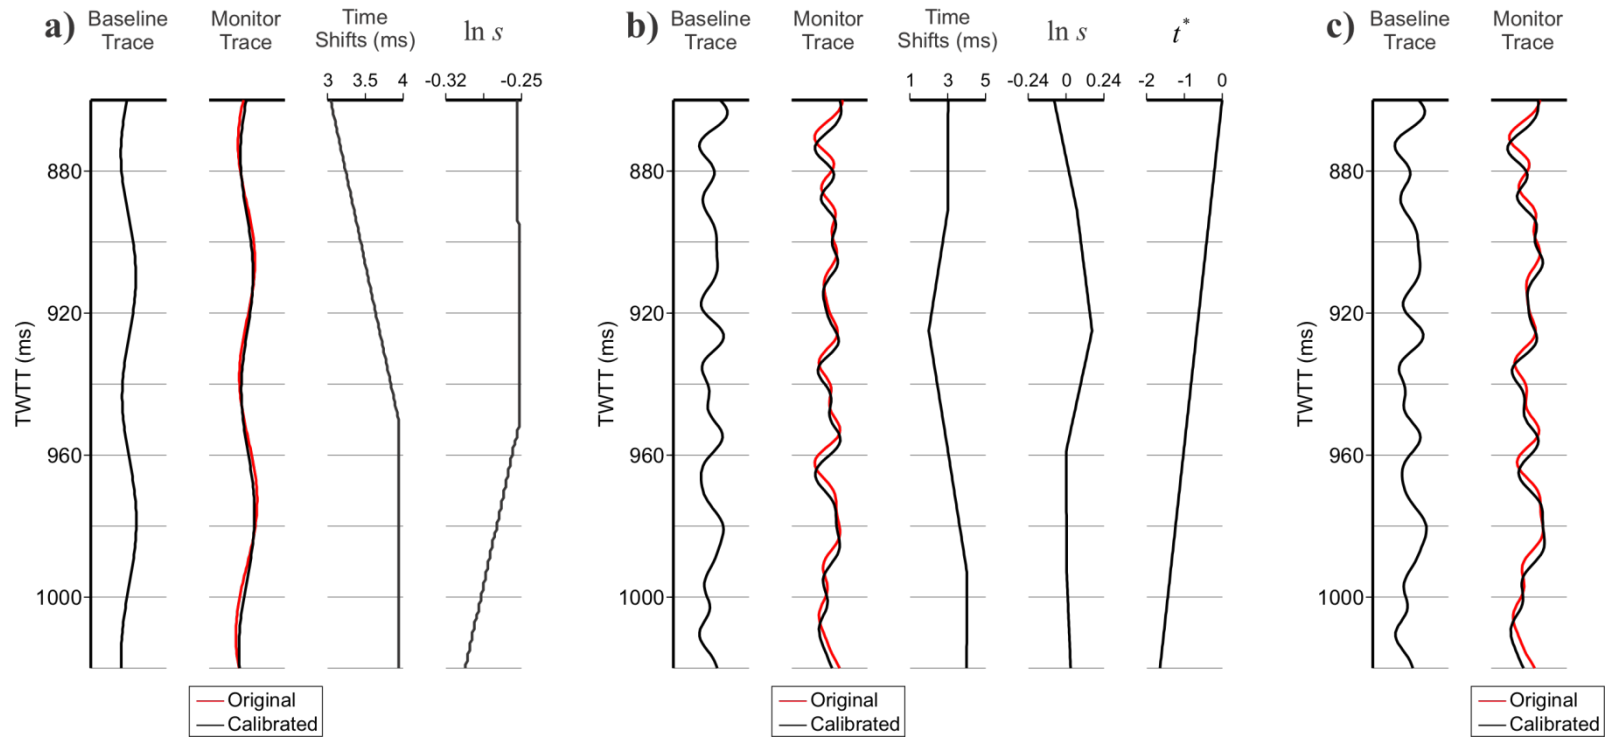 a)
Baseline
Trace
Monitor
Trace
Time
Shifts (ms)
ln s
3 3.5 4
-0.32 -0.25
880
920
960
1000
TWTT (ms)
Original
Calibrated
b)
Baseline
Trace
Monitor
Trace
Time
Shifts (ms)
ln s
t*
1 3 5
-0.24 0 0.24
-2 -1 0
880
920
960
1000
TWTT (ms)
Original
Calibrated
c)
Baseline
Trace
Monitor
Trace
880
920
960
1000
TWTT (ms)
Original
Calibrated